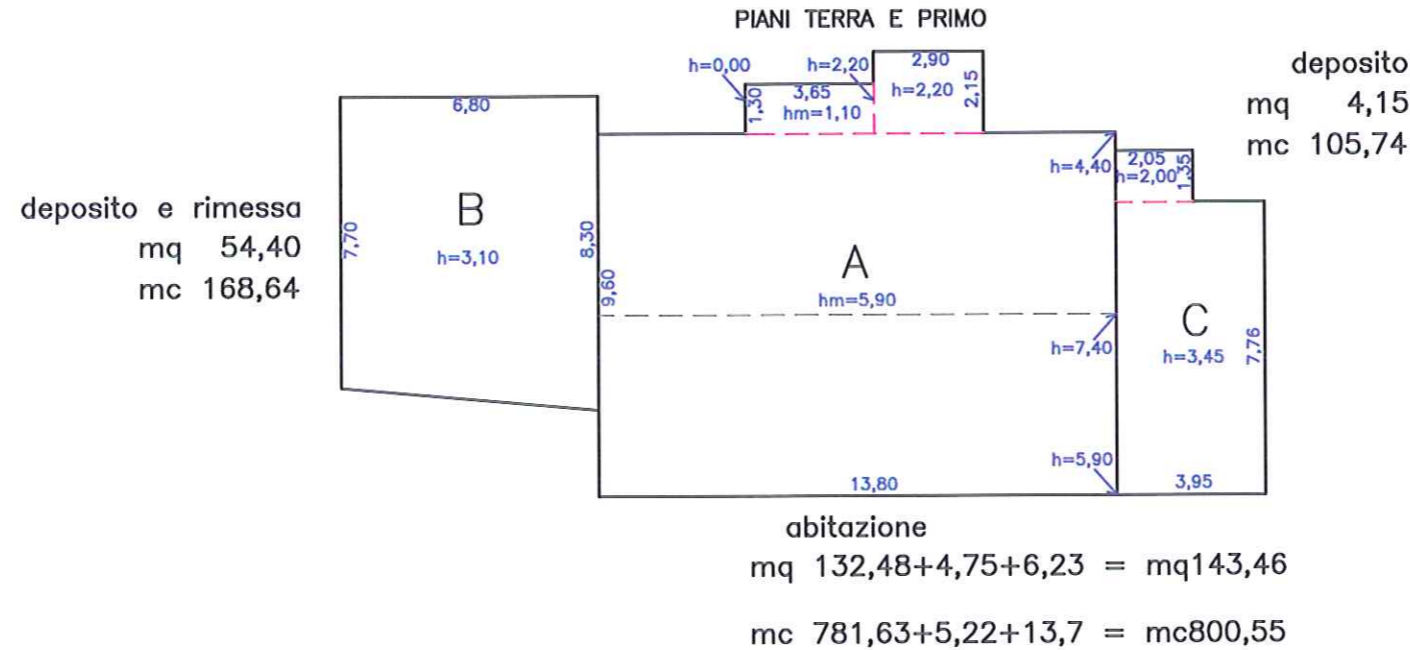 PIANI TERRA E PRIMO
h=0,00
h=2,20
2,90
h=2,20
2,15
3,65
hm=1,10
1,30
deposito
mq 4,15
mc 105,74
6,80
h=4,40
2,05
h=2,00
1,35
deposito e rimessa
mq 54,40
mc 168,64
B
h=3,10
7,70
8,30
9,60
A
hm=5,90
h=7,40
C
h=3,45
7,76
h=5,90
13,80
3,95
abitazione
mq 132,48+4,75+6,23 = mq143,46
mc 781,63+5,22+13,7 = mc800,55